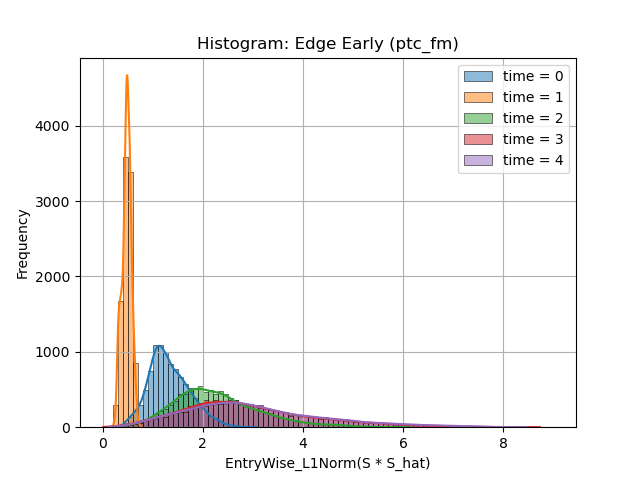 Histogram: Edge Early (ptc_fm)
time = 0
time = 1
time = 2
time = 3
time = 4
Frequency
4000
3000
2000
1000
0
0 2 4 6 8
EntryWise_L1Norm(S * S_hat)